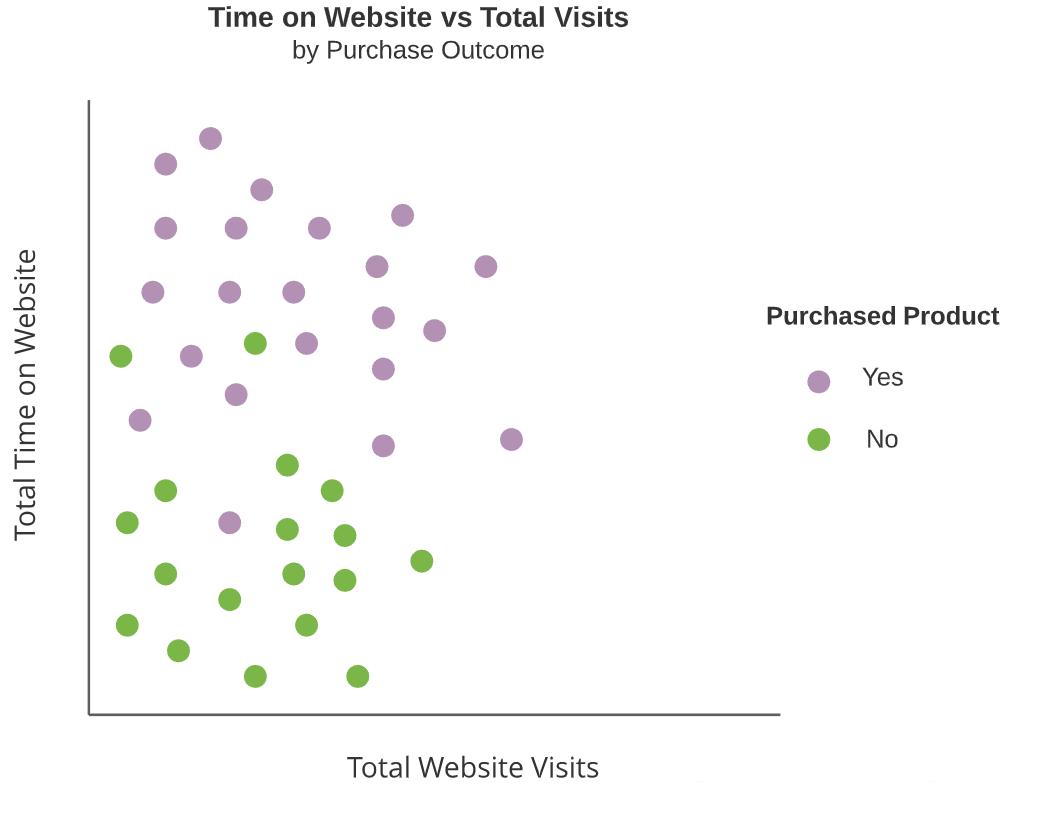 Time on Website vs Total Visits
by Purchase Outcome
Total Time on Website
Purchased Product
Yes
No
Total Website Visits